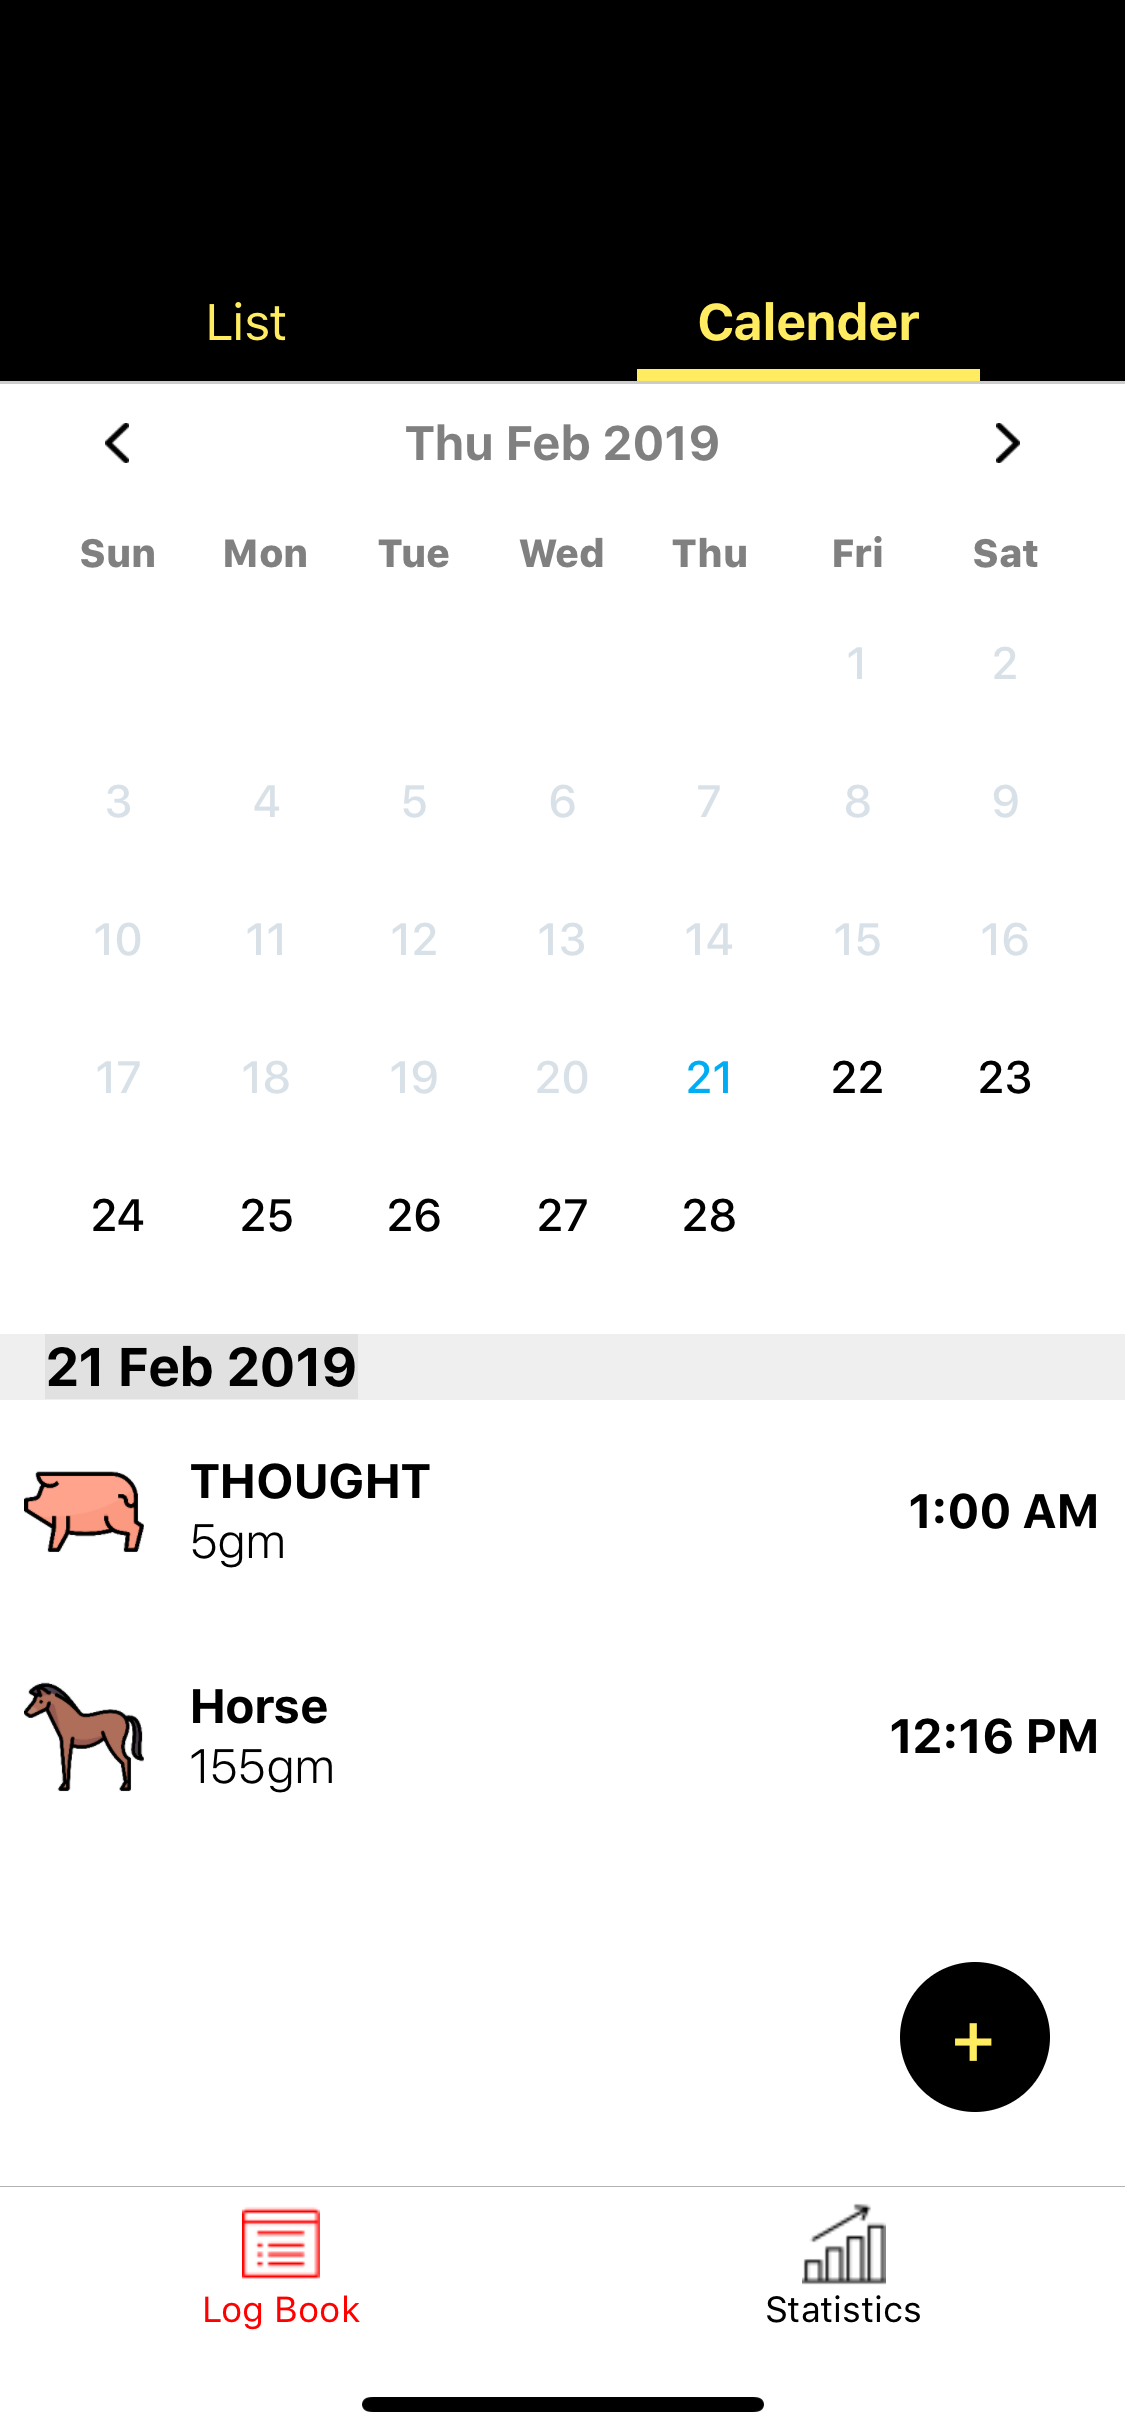 List Calender
Thu Feb 2019
Sun Mon Tue Wed Thu Fri Sat
1 2
3 4 5 6 7 8 9
10 11 12 13 14 15 16
17 18 19 20 21 22 23
24 25 26 27 28
21 Feb 2019
THOUGHT
5gm
1:00 AM
Horse
155gm
12:16 PM
+
Log Book Statistics